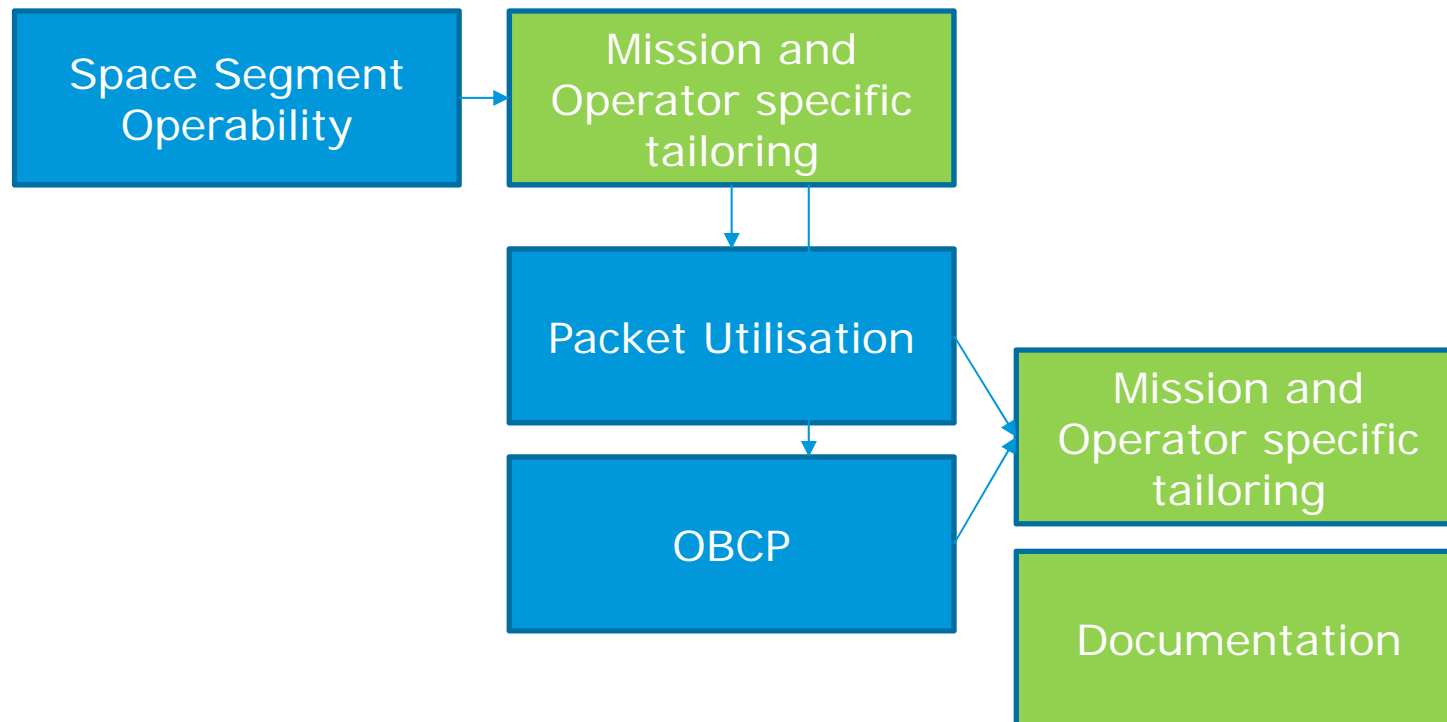 Space Segment
Operability
Mission and
Operator specific
tailoring
Packet Utilisation
Mission and
Operator specific
tailoring
OBCP
Documentation